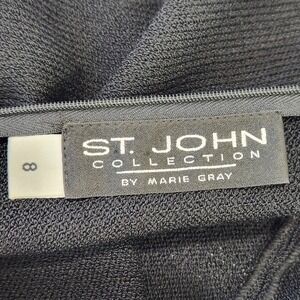 ST. JOHN
COLLECTION
BY MARIE GRAY
8